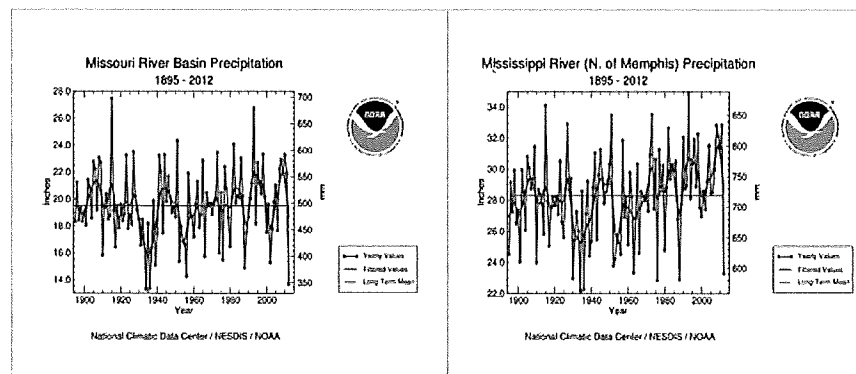 Missouri River Basin Precipitation
1895 - 2012
28.0
26.0
24.0
22.0
20.0
18.0
16.0
14.0
Inches
700
650
600
550
500
450
400
350
mm
1900 1920 1940 1960 1980 2000
Year
NOAA
Yearly Values
Filtered Values
Long Term Mean
National Climatic Data Center / NESDIS / NOAA
Mississippi River (N. of Memphis) Precipitation
1895 - 2012
34.0
32.0
30.0
28.0
26.0
24.0
22.0
Inches
850
800
750
700
650
600
mm
1900 1920 1940 1960 1980 2000
Year
NOAA
Yearly Values
Filtered Values
Long Term Mean
National Climatic Data Center / NESDIS / NOAA